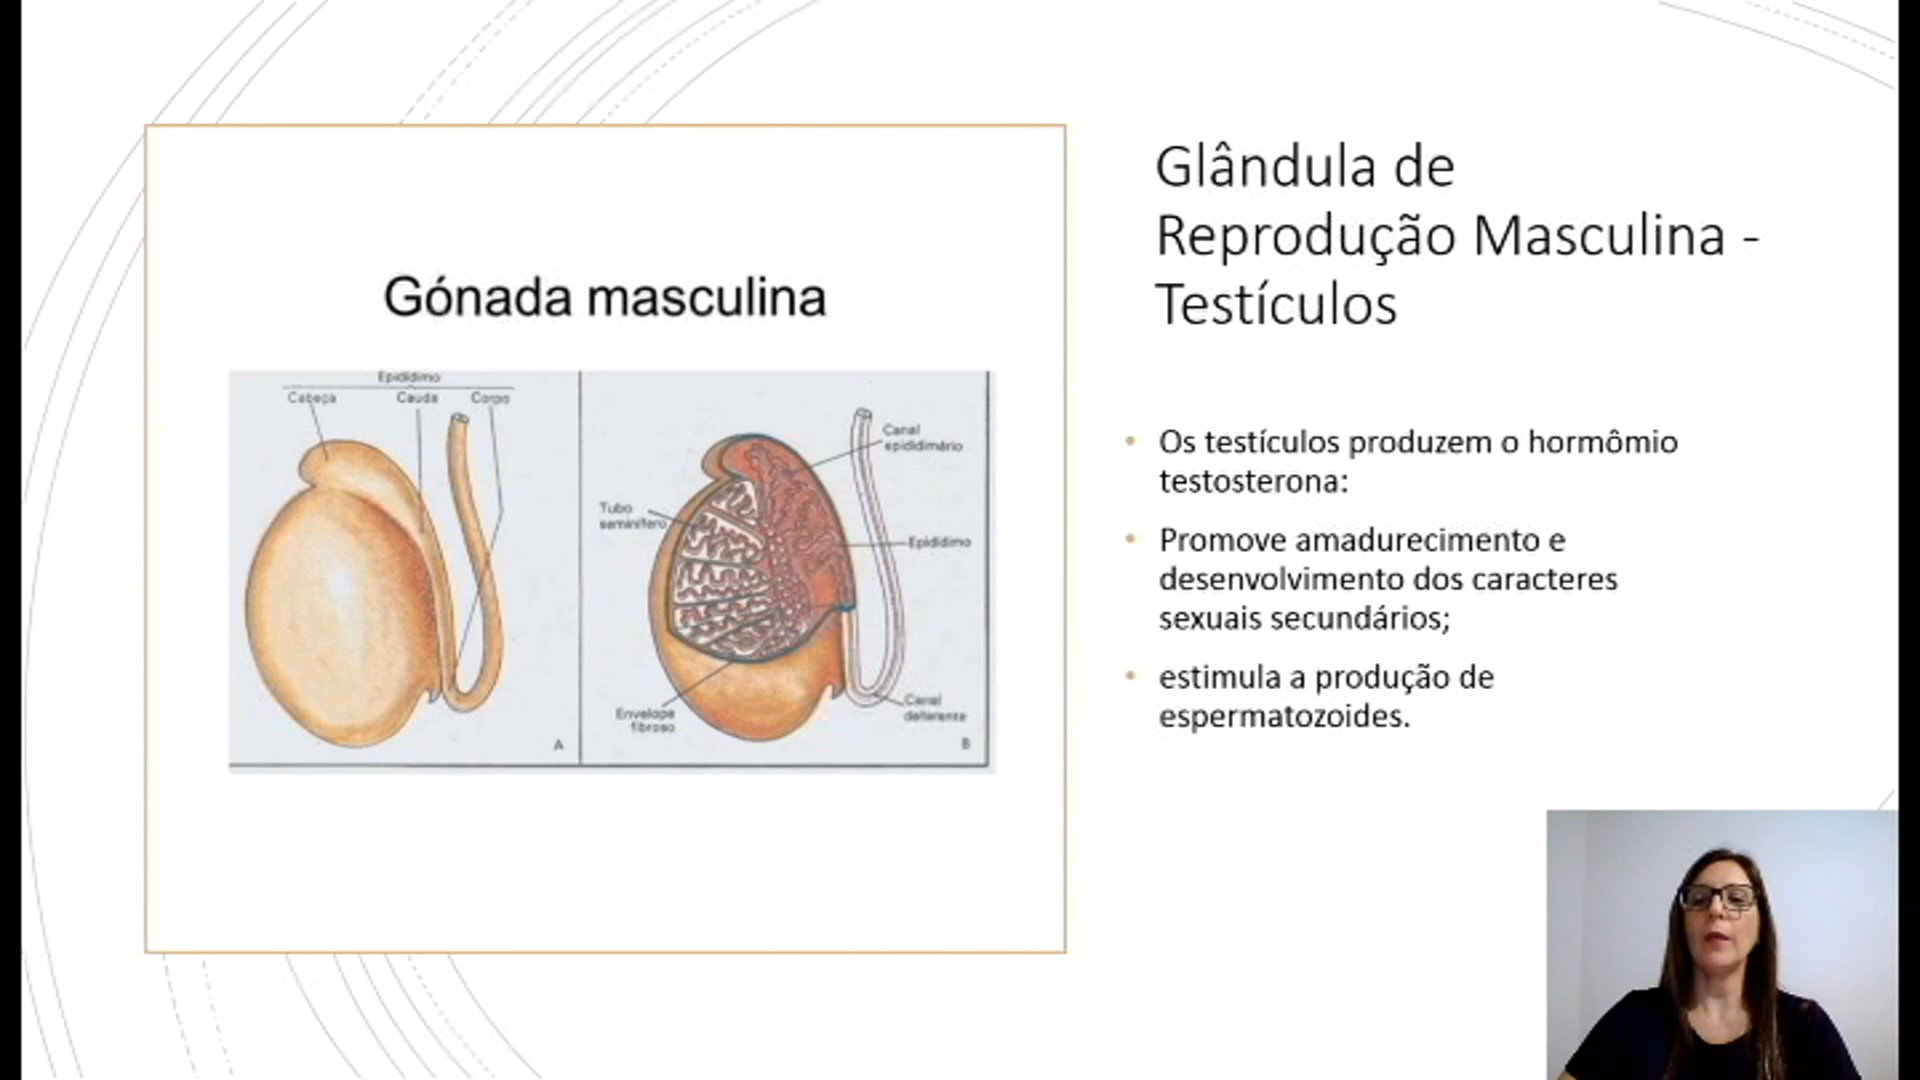 Gónada masculina
Epidídimo
Cabeça Cauda Corpo
A
Canal
epididimário
Tubo
seminífero
Epidídimo
Envelope
fibroso
Canal
deferente
B
Glândula de
Reprodução Masculina -
Testículos
Os testículos produzem o hormômio
testosterona:
Promove amadurecimento e
desenvolvimento dos caracteres
sexuais secundários;
estimula a produção de
espermatozoides.